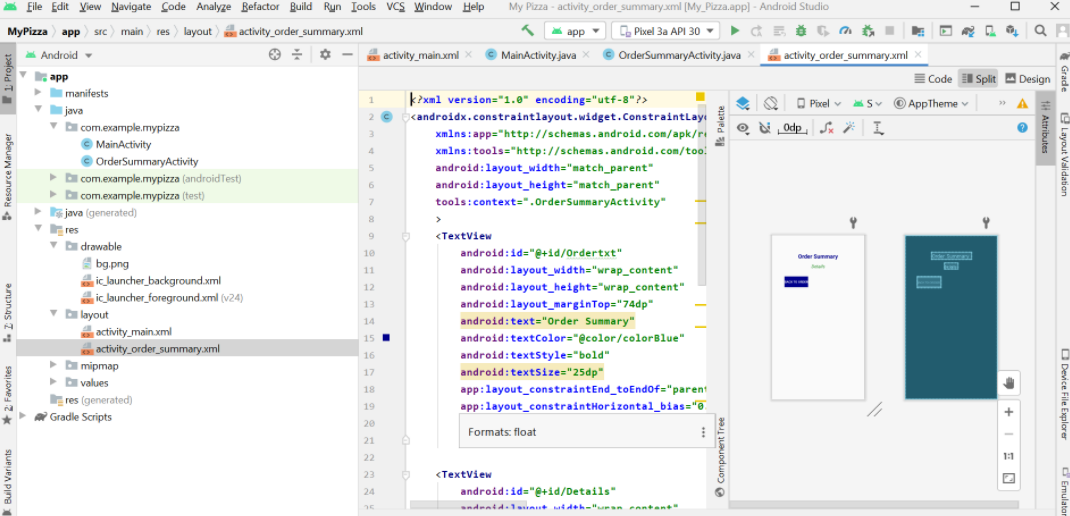 File Edit View Navigate Code Analyze Refactor Build Run Tools VCS Window Help My Pizza - activity_order_summary.xml [My_Pizza.app] - Android Studio
MyPizza app src main res layout activity_order_summary.xml app Pixel 3a API 30
Android activity_main.xml MainActivity.java OrderSummaryActivity.java activity_order_summary.xml
Code Split Design
1: Project
Resource Manager
7: Structure
2: Favorites
Build Variants
app
manifests
java
com.example.mypizza
MainActivity
OrderSummaryActivity
com.example.mypizza (androidTest)
com.example.mypizza (test)
java (generated)
res
drawable
bg.png
ic_launcher_background.xml
ic_launcher_foreground.xml (v24)
layout
activity_main.xml
activity_order_summary.xml
mipmap
values
res (generated)
Gradle Scripts
1 <?xml version="1.0" encoding="utf-8"?>
2 <androidx.constraintlayout.widget.ConstraintLay
3 xmlns:app="http://schemas.android.com/apk/re
4 xmlns:tools="http://schemas.android.com/tool
5 android:layout_width="match_parent"
6 android:layout_height="match_parent"
7 tools:context=".OrderSummaryActivity"
8 >
9 <TextView
10 android:id="@+id/Ordertxt"
11 android:layout_width="wrap_content"
12 android:layout_height="wrap_content"
13 android:layout_marginTop="74dp"
14 android:text="Order Summary"
15 android:textColor="@color/colorBlue"
16 android:textStyle="bold"
17 android:textSize="25dp"
18 app:layout_constraintEnd_toEndOf="parent
19 app:layout_constraintHorizontal_bias="0.
20
Formats: float
21
22
23 <TextView
24 android:id="@+id/Details"
25 android:layout_width="wrap_content"
Palette
Component Tree
Pixel S AppTheme
0dp
Order Summary
Details
Order Summary
1:1
Attributes
Gradle
Layout Validation
Device File Explorer
Emulator